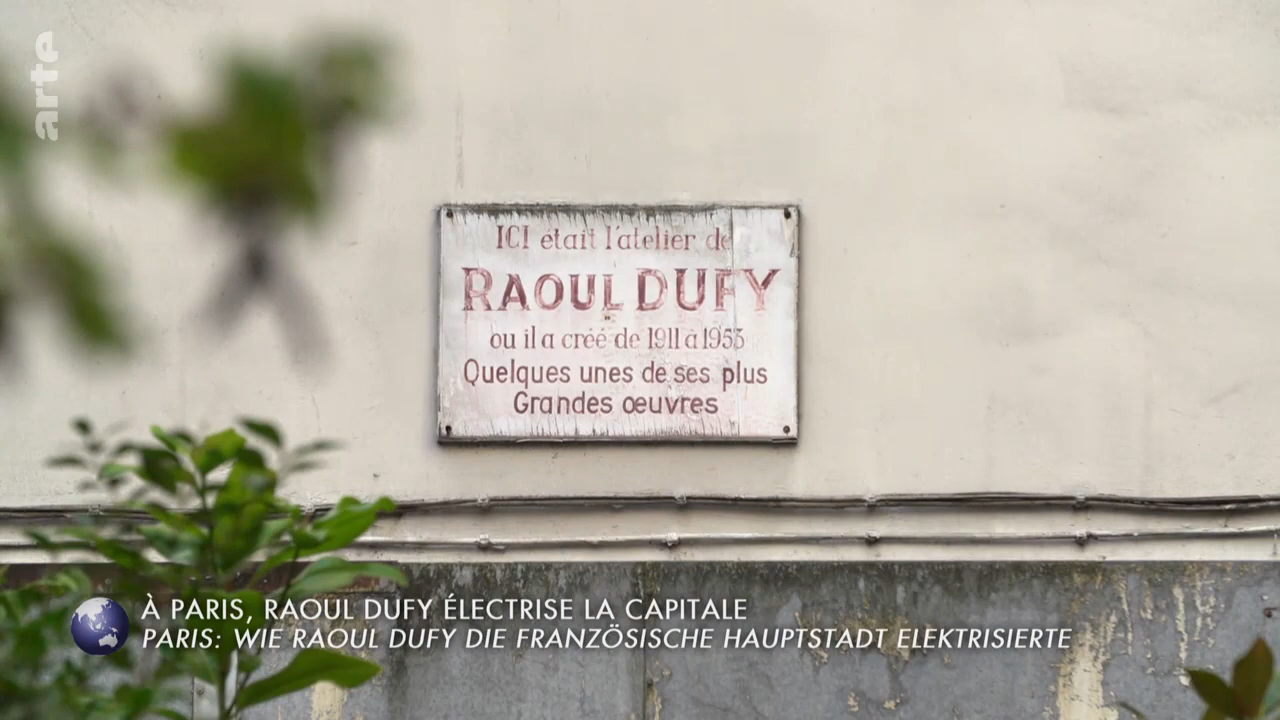 arte
ICI était l'atelier de
RAOUL DUFY
ou il a créé de 1911 à 1953
Quelques unes de ses plus
Grandes œuvres
À PARIS, RAOUL DUFY ÉLECTRISE LA CAPITALE
PARIS: WIE RAOUL DUFY DIE FRANZÖSISCHE HAUPTSTADT ELEKTRISIERTE